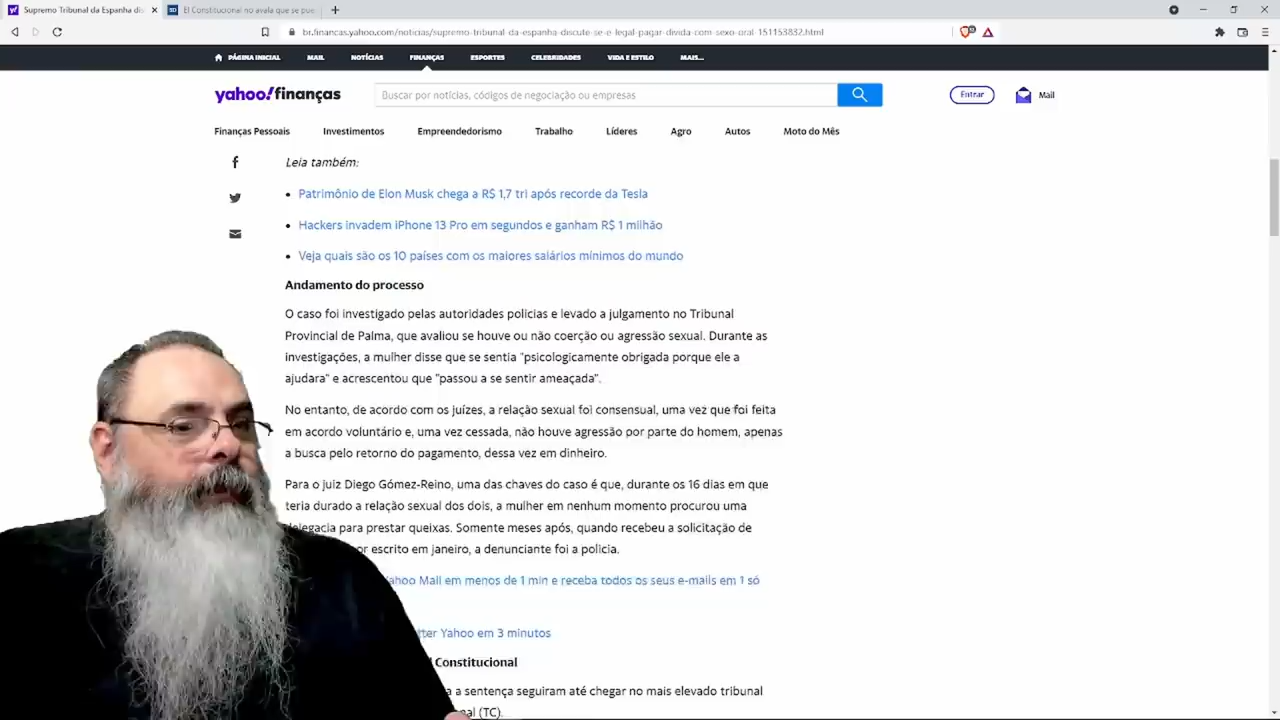 Supremo Tribunal da Espanha dis
El Constitucional no avala que se pue
br.financas.yahoo.com/noticias/supremo-tribunal-da-espanha-discute-se-e-legal-pagar-divida-com-sexo-oral-151153832.html
PÁGINA INICIAL MAIL NOTÍCIAS FINANÇAS ESPORTES CELEBRIDADES VIDA E ESTILO MAIS...
yahoo!finanças
Buscar por notícias, códigos de negociação ou empresas
Entrar
Mail
Finanças Pessoais Investimentos Empreendedorismo Trabalho Líderes Agro Autos Moto do Mês
Leia também:
• Patrimônio de Elon Musk chega a R$ 1,7 tri após recorde da Tesla
• Hackers invadem iPhone 13 Pro em segundos e ganham R$ 1 milhão
• Veja quais são os 10 países com os maiores salários mínimos do mundo
Andamento do processo
O caso foi investigado pelas autoridades policias e levado a julgamento no Tribunal
Provincial de Palma, que avaliou se houve ou não coerção ou agressão sexual. Durante as
investigações, a mulher disse que se sentia "psicologicamente obrigada porque ele a
ajudara" e acrescentou que "passou a se sentir ameaçada".
No entanto, de acordo com os juízes, a relação sexual foi consensual, uma vez que foi feita
em acordo voluntário e, uma vez cessada, não houve agressão por parte do homem, apenas
a busca pelo retorno do pagamento, dessa vez em dinheiro.
Para o juiz Diego Gómez-Reino, uma das chaves do caso é que, durante os 16 dias em que
teria durado a relação sexual dos dois, a mulher em nenhum momento procurou uma
delegacia para prestar queixas. Somente meses após, quando recebeu a solicitação de
por escrito em janeiro, a denunciante foi a policia.
Yahoo Mail em menos de 1 min e receba todos os seus e-mails em 1 só
Yahoo em 3 minutos
Constitucional
a sentença seguiram até chegar no mais elevado tribunal
(TC).